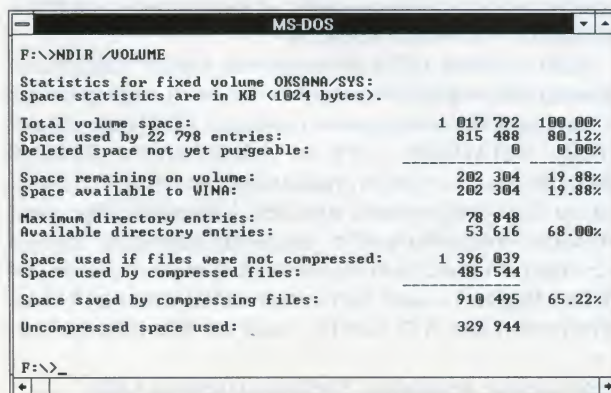 MS-DOS
F:\>NDIR /VOLUME
Statistics for fixed volume OKSANA/SYS:
Space statistics are in KB (1024 bytes).
Total volume space: 1 017 792 100.00%
Space used by 22 798 entries: 815 488 80.12%
Deleted space not yet purgeable: 0 0.00%
Space remaining on volume: 202 304 19.88%
Space available to WINA: 202 304 19.88%
Maximum directory entries: 78 848
Available directory entries: 53 616 68.00%
Space used if files were not compressed: 1 396 039
Space used by compressed files: 485 544
Space saved by compressing files: 910 495 65.22%
Uncompressed space used: 329 944
F:\>_